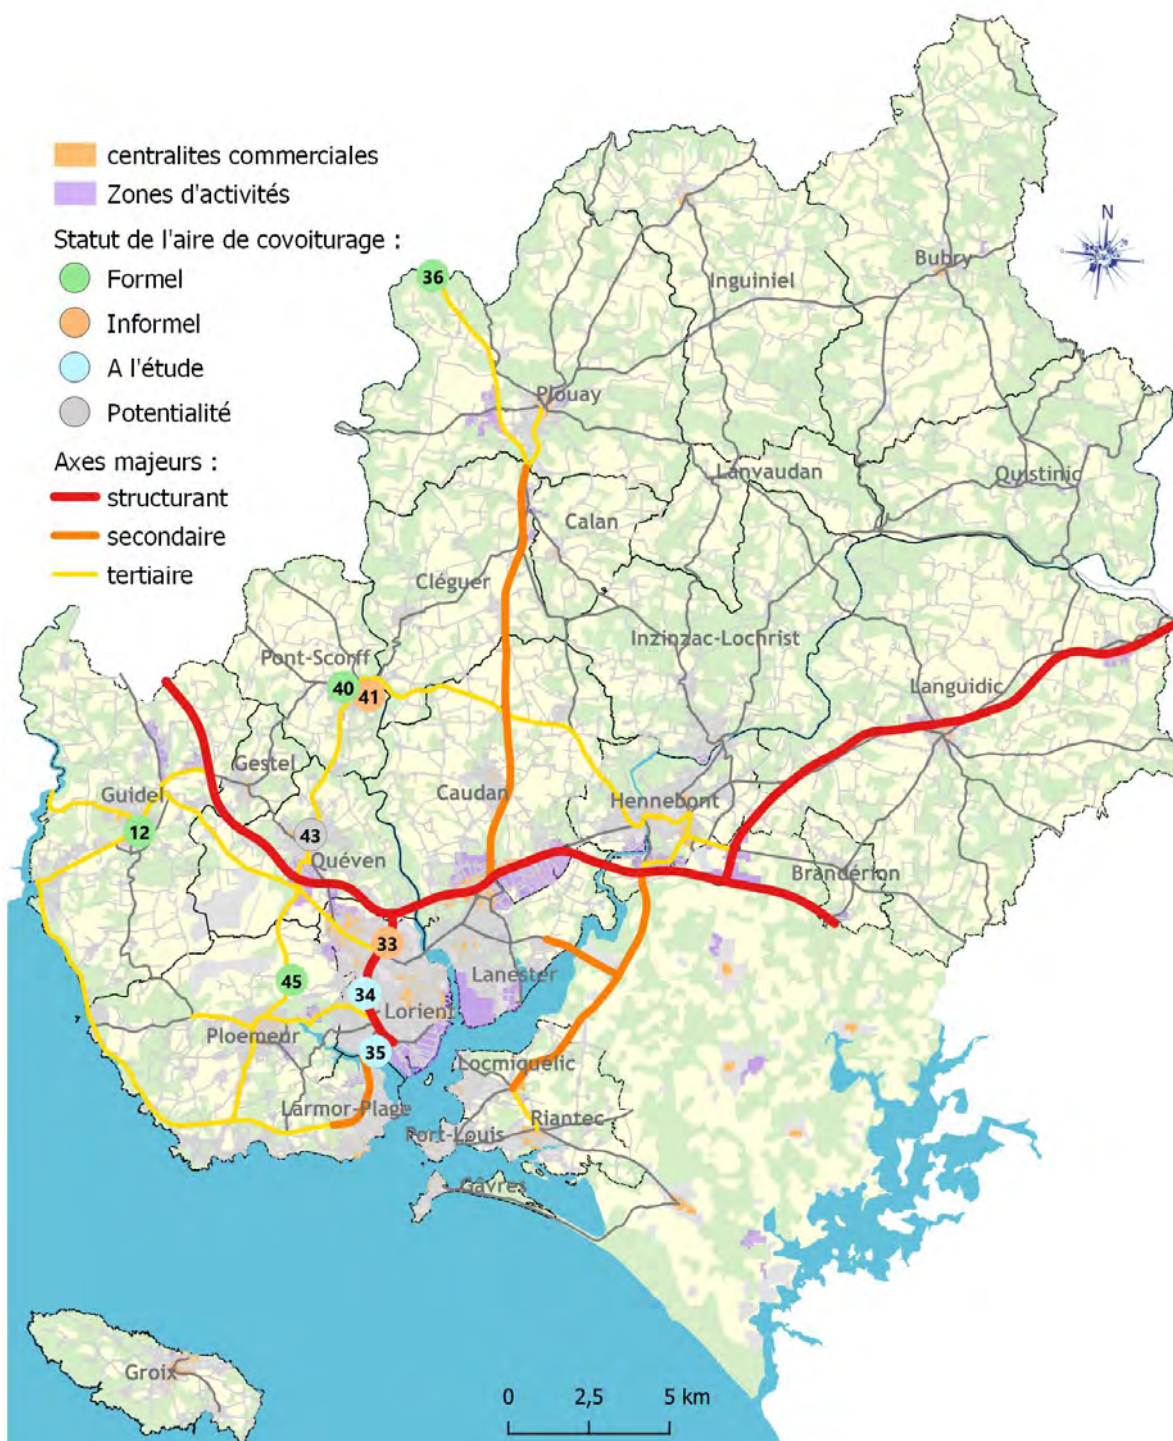 centralites commerciales
Zones d'activités
Statut de l'aire de covoiturage :
Formel
Informel
A l'étude
Potentialité
Axes majeurs :
structurant
secondaire
tertiaire
N
36
Bubry
Inguiniel
Plouay
Lanvaudan
Quistinic
Calan
Cléguer
Inzinzac-Lochrist
Pont-Scorff
40
41
Languidic
Gestel
Guidel
Caudan
Hennebont
12
43
Quéven
Brandérion
33
Lanester
45
34
Lorient
Ploemeur
35
Locmiquélic
Larmor-Plage
Riantec
Port-Louis
Gâvres
Groix
0 2,5 5 km